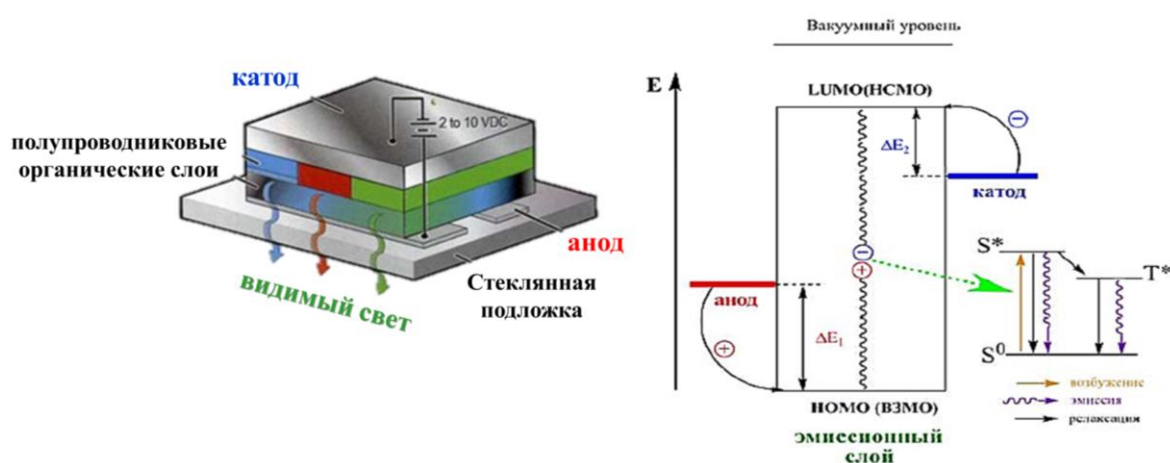 катод
2 to 10 VDC
полупроводниковые
органические слои
анод
видимый свет
Стеклянная
подложка
Вакуумный уровень
E
LUMO(НСМО)
ΔE₂
катод
анод
ΔE₁
S*
T*
S⁰
возбужение
эмиссия
релаксация
HOMO (ВЗМО)
эмиссионный
слой